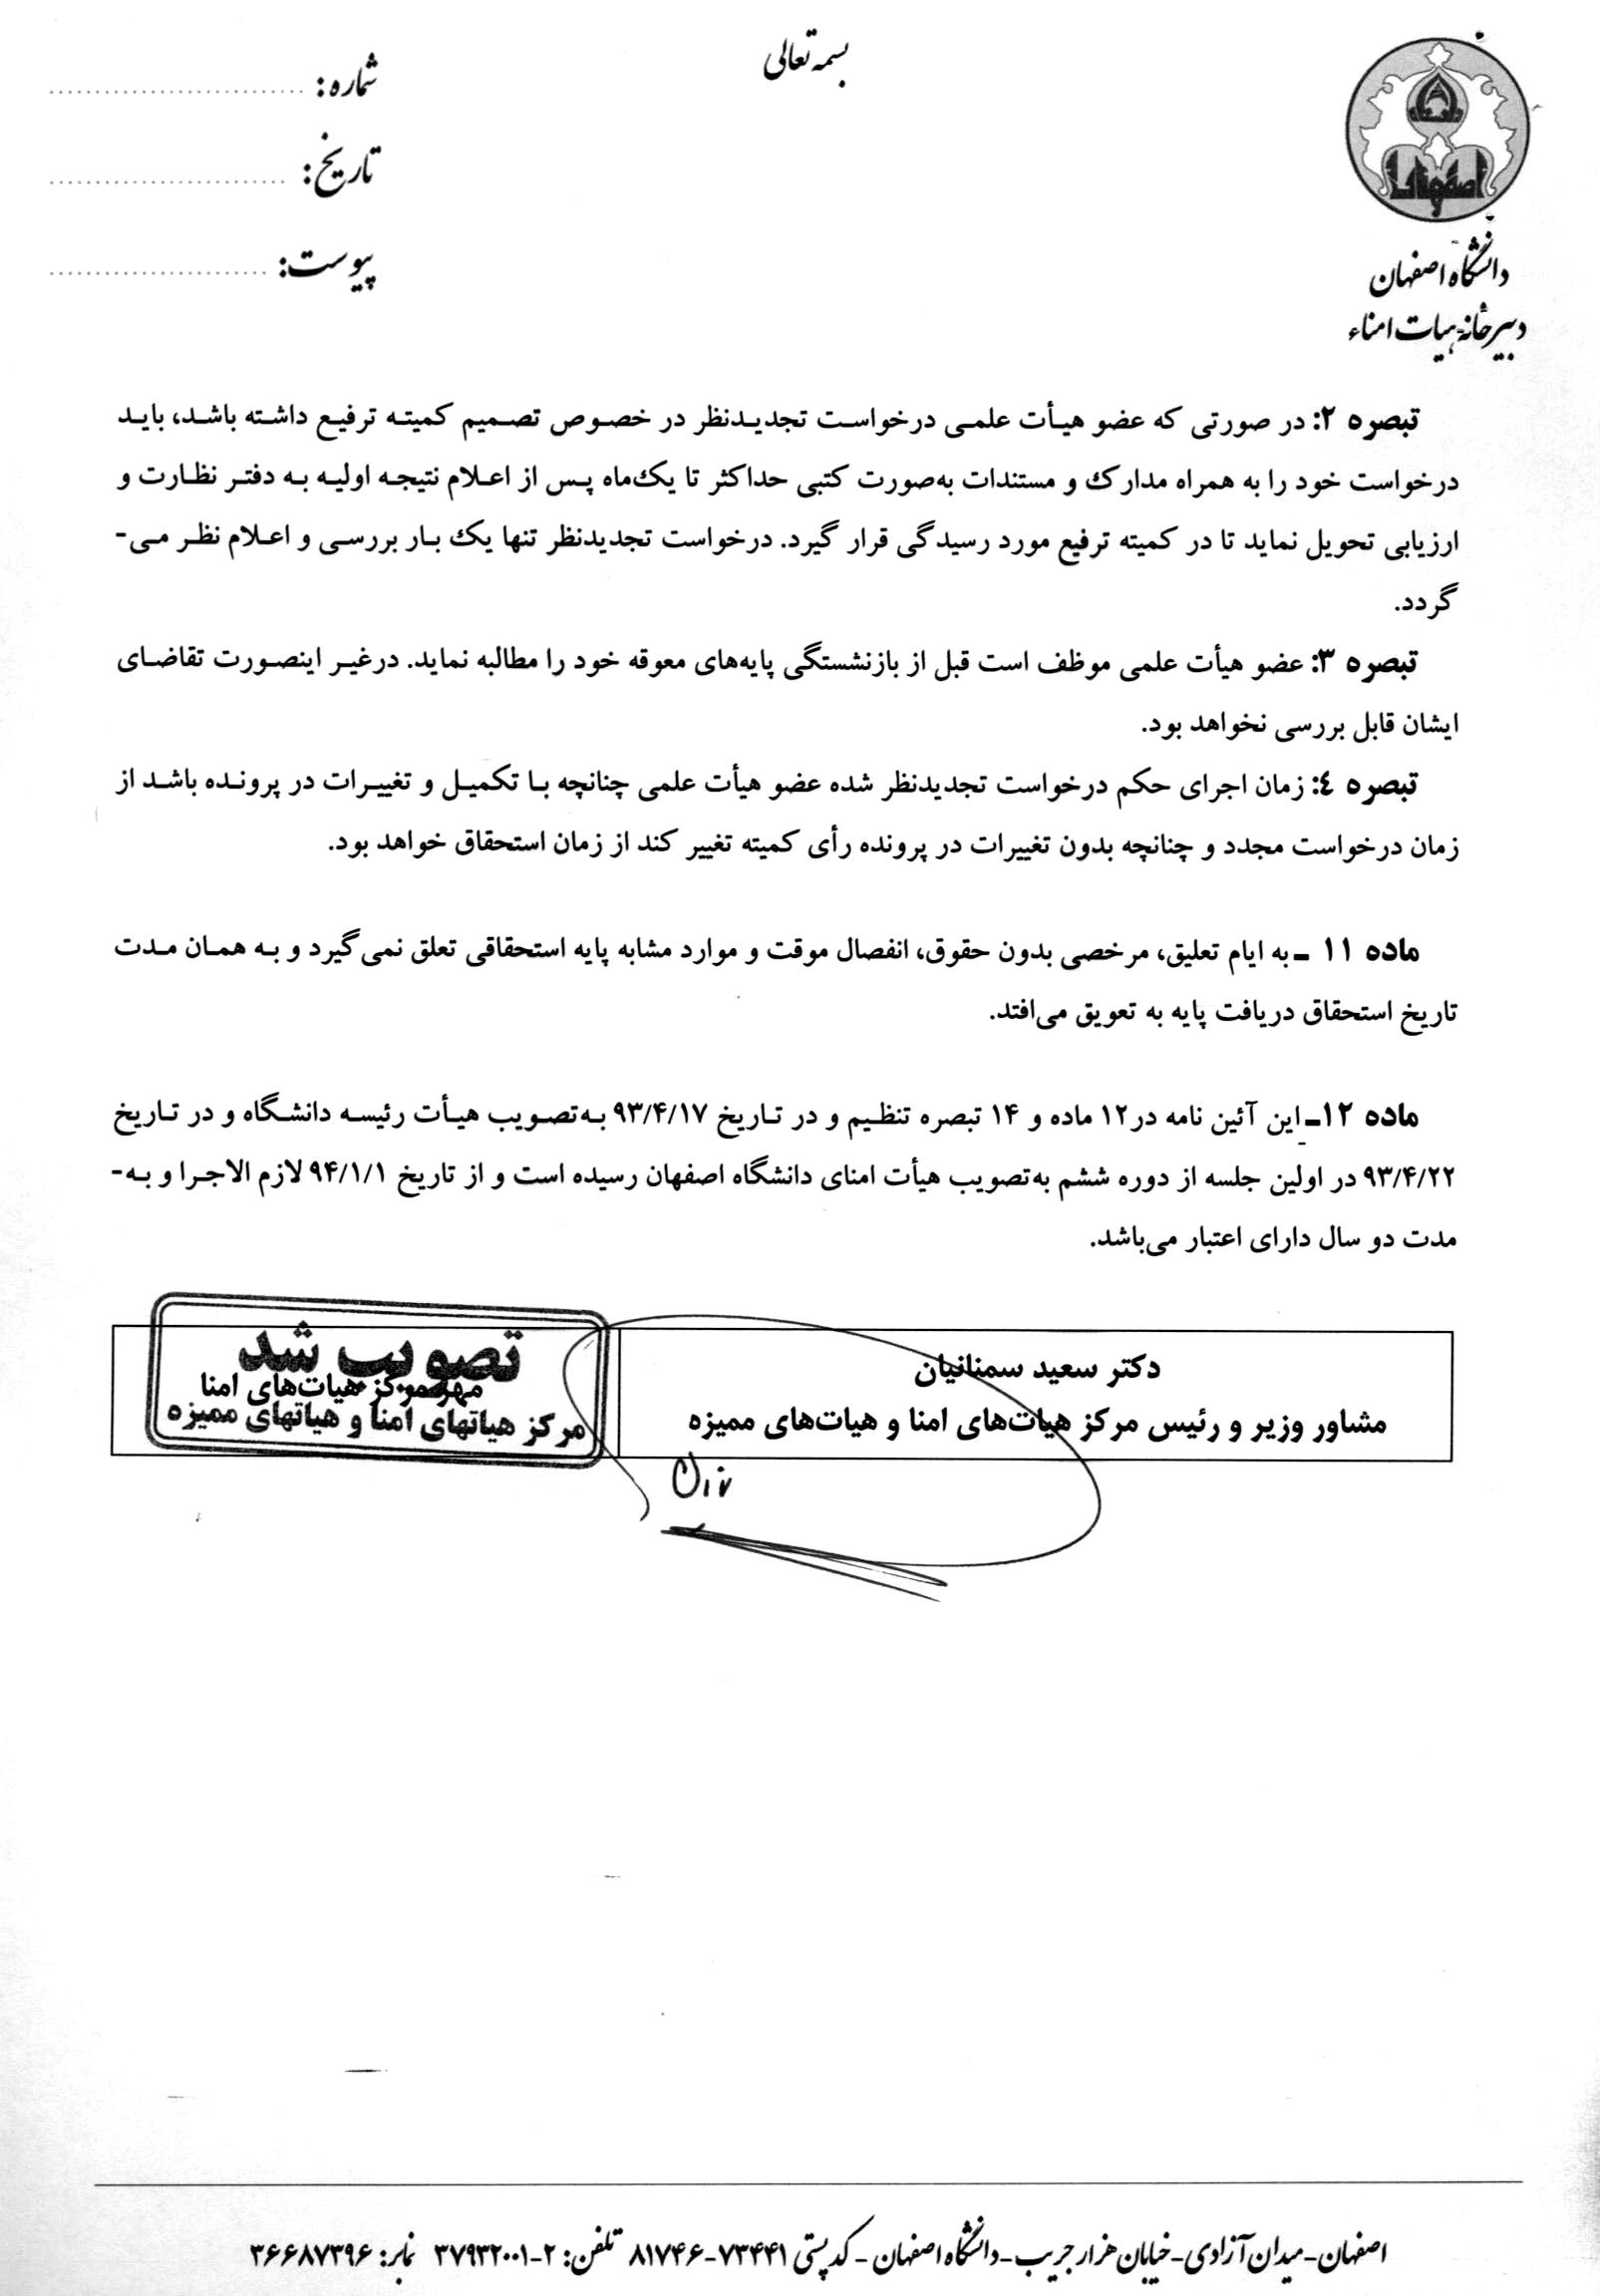 بسمه تعالی
شماره: ............................
تاریخ: ............................
پیوست: ............................
اصفهان
دانشگاه اصفهان
دبیرخانه هیات امناء
تبصره ۲: در صورتی که عضو هیأت علمی درخواست تجدیدنظر در خصوص تصمیم کمیته ترفیع داشته باشد، باید
درخواست خود را به همراه مدارک و مستندات به‌صورت کتبی حداکثر تا یک‌ماه پس از اعلام نتیجه اولیه به دفتر نظارت و
ارزیابی تحویل نماید تا در کمیته ترفیع مورد رسیدگی قرار گیرد. درخواست تجدیدنظر تنها یک بار بررسی و اعلام نظر می-
گردد.
تبصره ۳: عضو هیأت علمی موظف است قبل از بازنشستگی پایه‌های معوقه خود را مطالبه نماید. درغیر اینصورت تقاضای
ایشان قابل بررسی نخواهد بود.
تبصره ٤: زمان اجرای حکم درخواست تجدیدنظر شده عضو هیأت علمی چنانچه با تکمیل و تغییرات در پرونده باشد از
زمان درخواست مجدد و چنانچه بدون تغییرات در پرونده رأی کمیته تغییر کند از زمان استحقاق خواهد بود.
ماده ۱۱ ـ به ایام تعلیق، مرخصی بدون حقوق، انفصال موقت و موارد مشابه پایه استحقاقی تعلق نمی‌گیرد و به همان مدت
تاریخ استحقاق دریافت پایه به تعویق می‌افتد.
ماده ۱۲ـ این آئین نامه در۱۲ ماده و ۱۴ تبصره تنظیم و در تاریخ ۹۳/۴/۱۷ به‌تصویب هیأت رئیسه دانشگاه و در تاریخ
۹۳/۴/۲۲ در اولین جلسه از دوره ششم به‌تصویب هیأت امنای دانشگاه اصفهان رسیده است و از تاریخ ۹۴/۱/۱ لازم الاجرا و به-
مدت دو سال دارای اعتبار می‌باشد.
دکتر سعید سمنانیان
مشاور وزیر و رئیس مرکز هیات‌های امنا و هیات‌های ممیزه
تصویب شد
مهر مرکز هیات‌های امنا
مرکز هیاتهای امنا و هیاتهای ممیزه
اصفهان-میدان آزادی-خیابان هزار جریب-دانشگاه اصفهان - کد پستی ۷۳۴۴۱-۸۱۷۴۶ تلفن: ۲-۳۷۹۳۲۰۰۱ نمابر: ۳۶۶۸۷۳۹۶